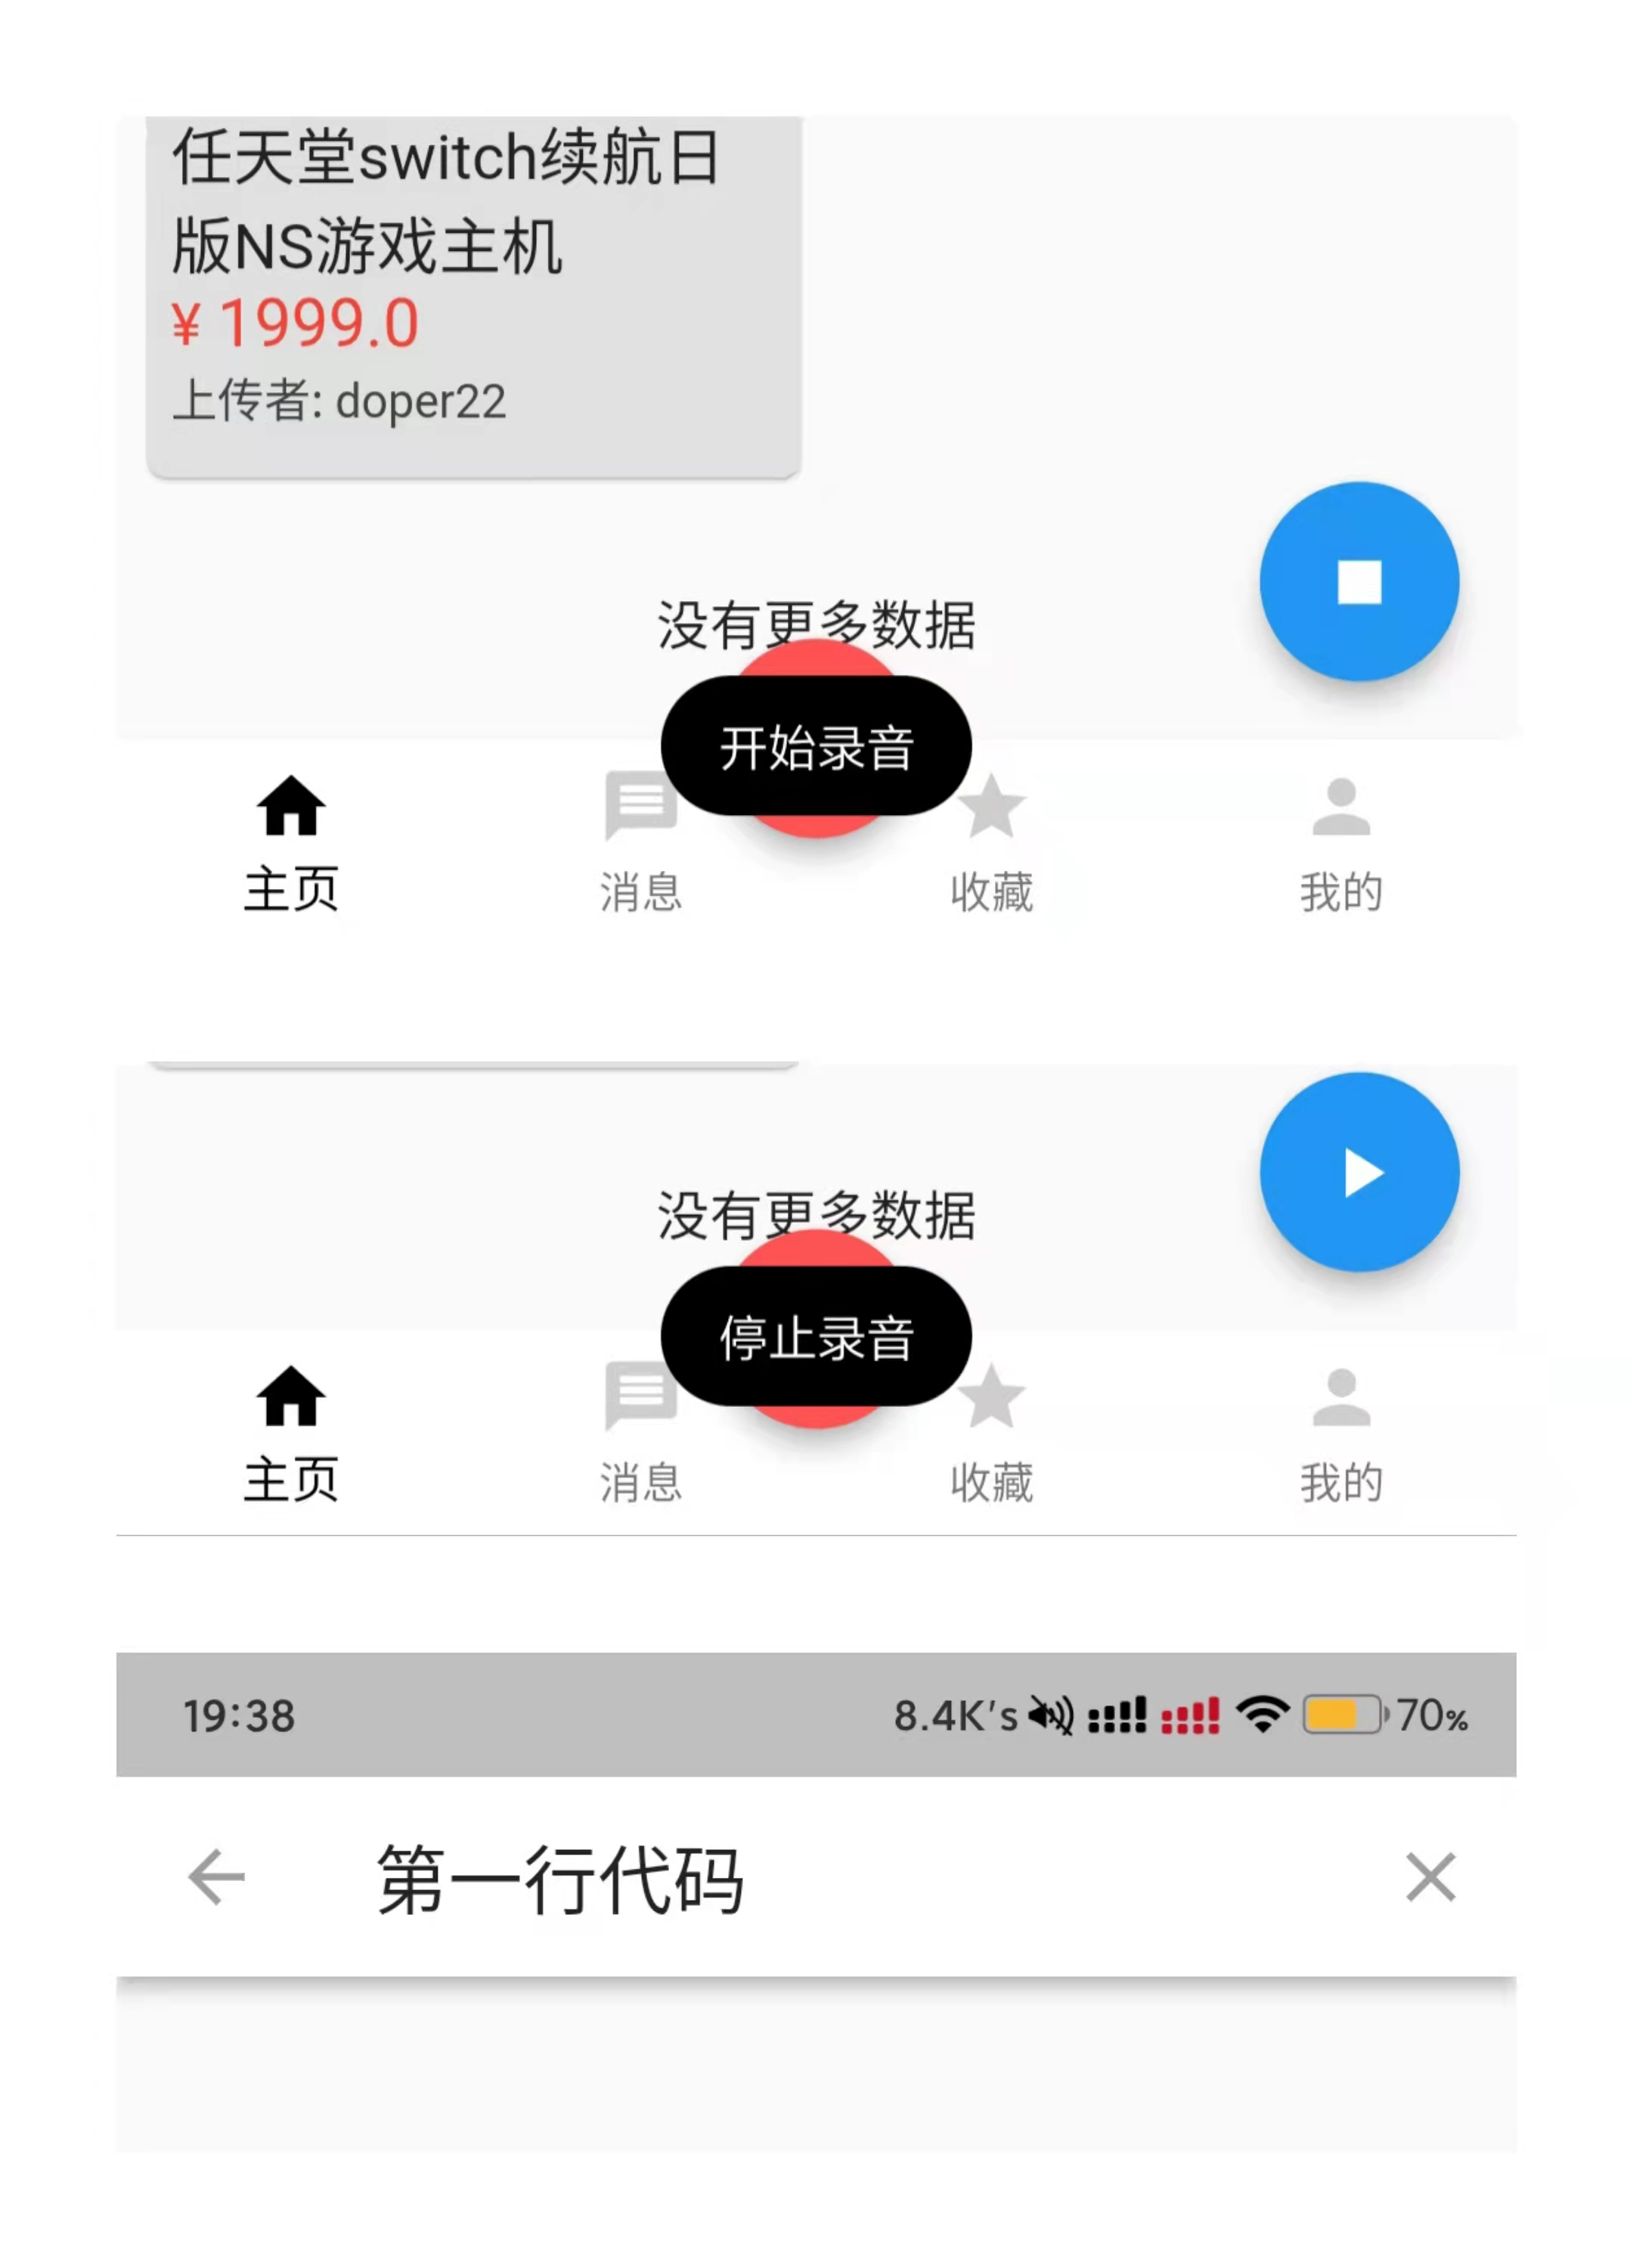 任天堂switch续航日
版NS游戏主机
¥ 1999.0
上传者: doper22
没有更多数据
开始录音
主页
消息
收藏
我的
没有更多数据
停止录音
主页
消息
收藏
我的
19:38
8.4K's
70%
第一行代码